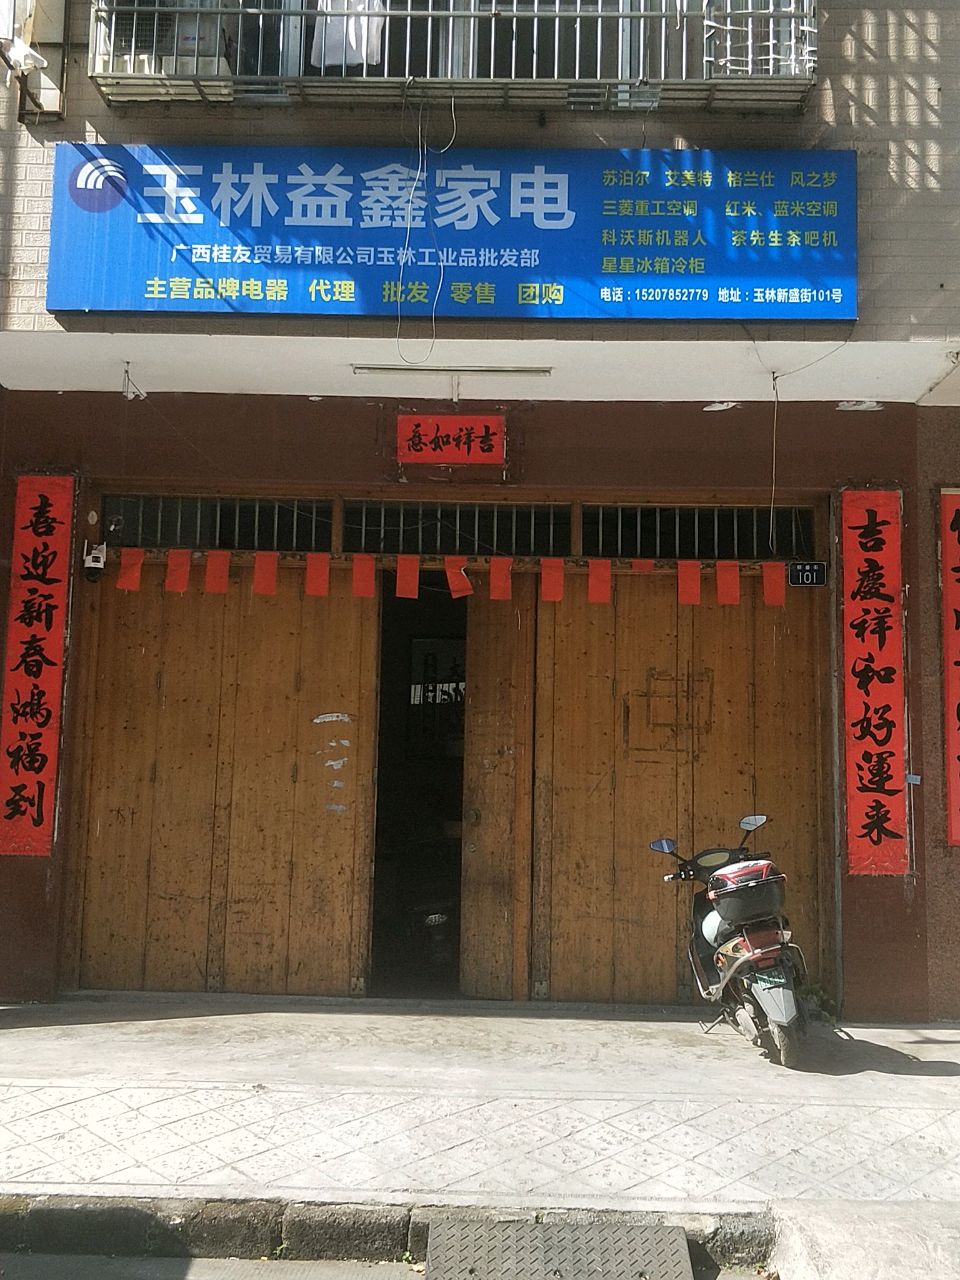 玉林益鑫家电
广西桂友贸易有限公司玉林工业品批发部
主营品牌电器 代理 批发 零售 团购
苏泊尔 艾美特 格兰仕 风之梦
三菱重工空调 红米、蓝米空调
科沃斯机器人 茶先生茶吧机
星星冰箱冷柜
电话：15207852779 地址：玉林新盛街101号
吉祥如意
喜迎新春鴻福到
吉慶祥和好運来
101